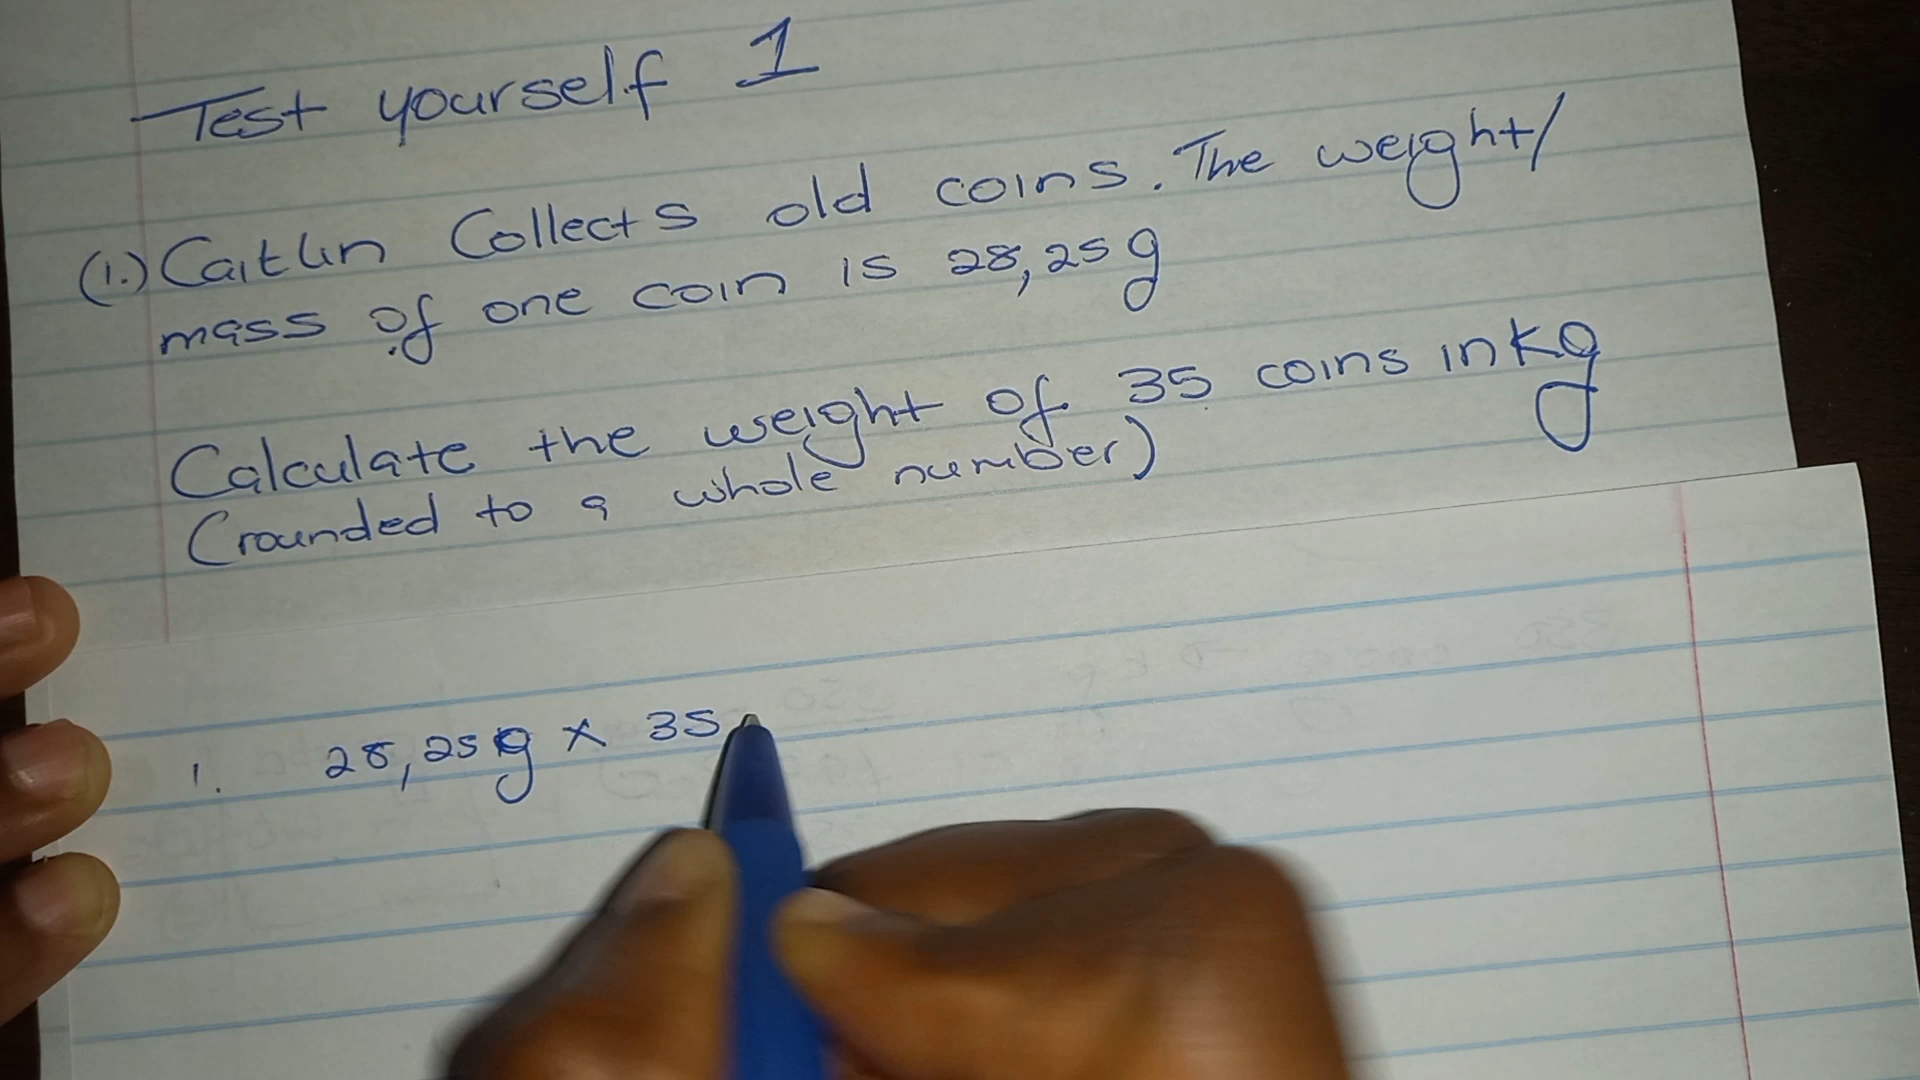 Test yourself 1
(1.) Caitlin Collects old coins. The weight/
mass of one coin is 28,25g
Calculate the weight of 35 coins in kg
(rounded to a whole number)
1. 28,25g × 35